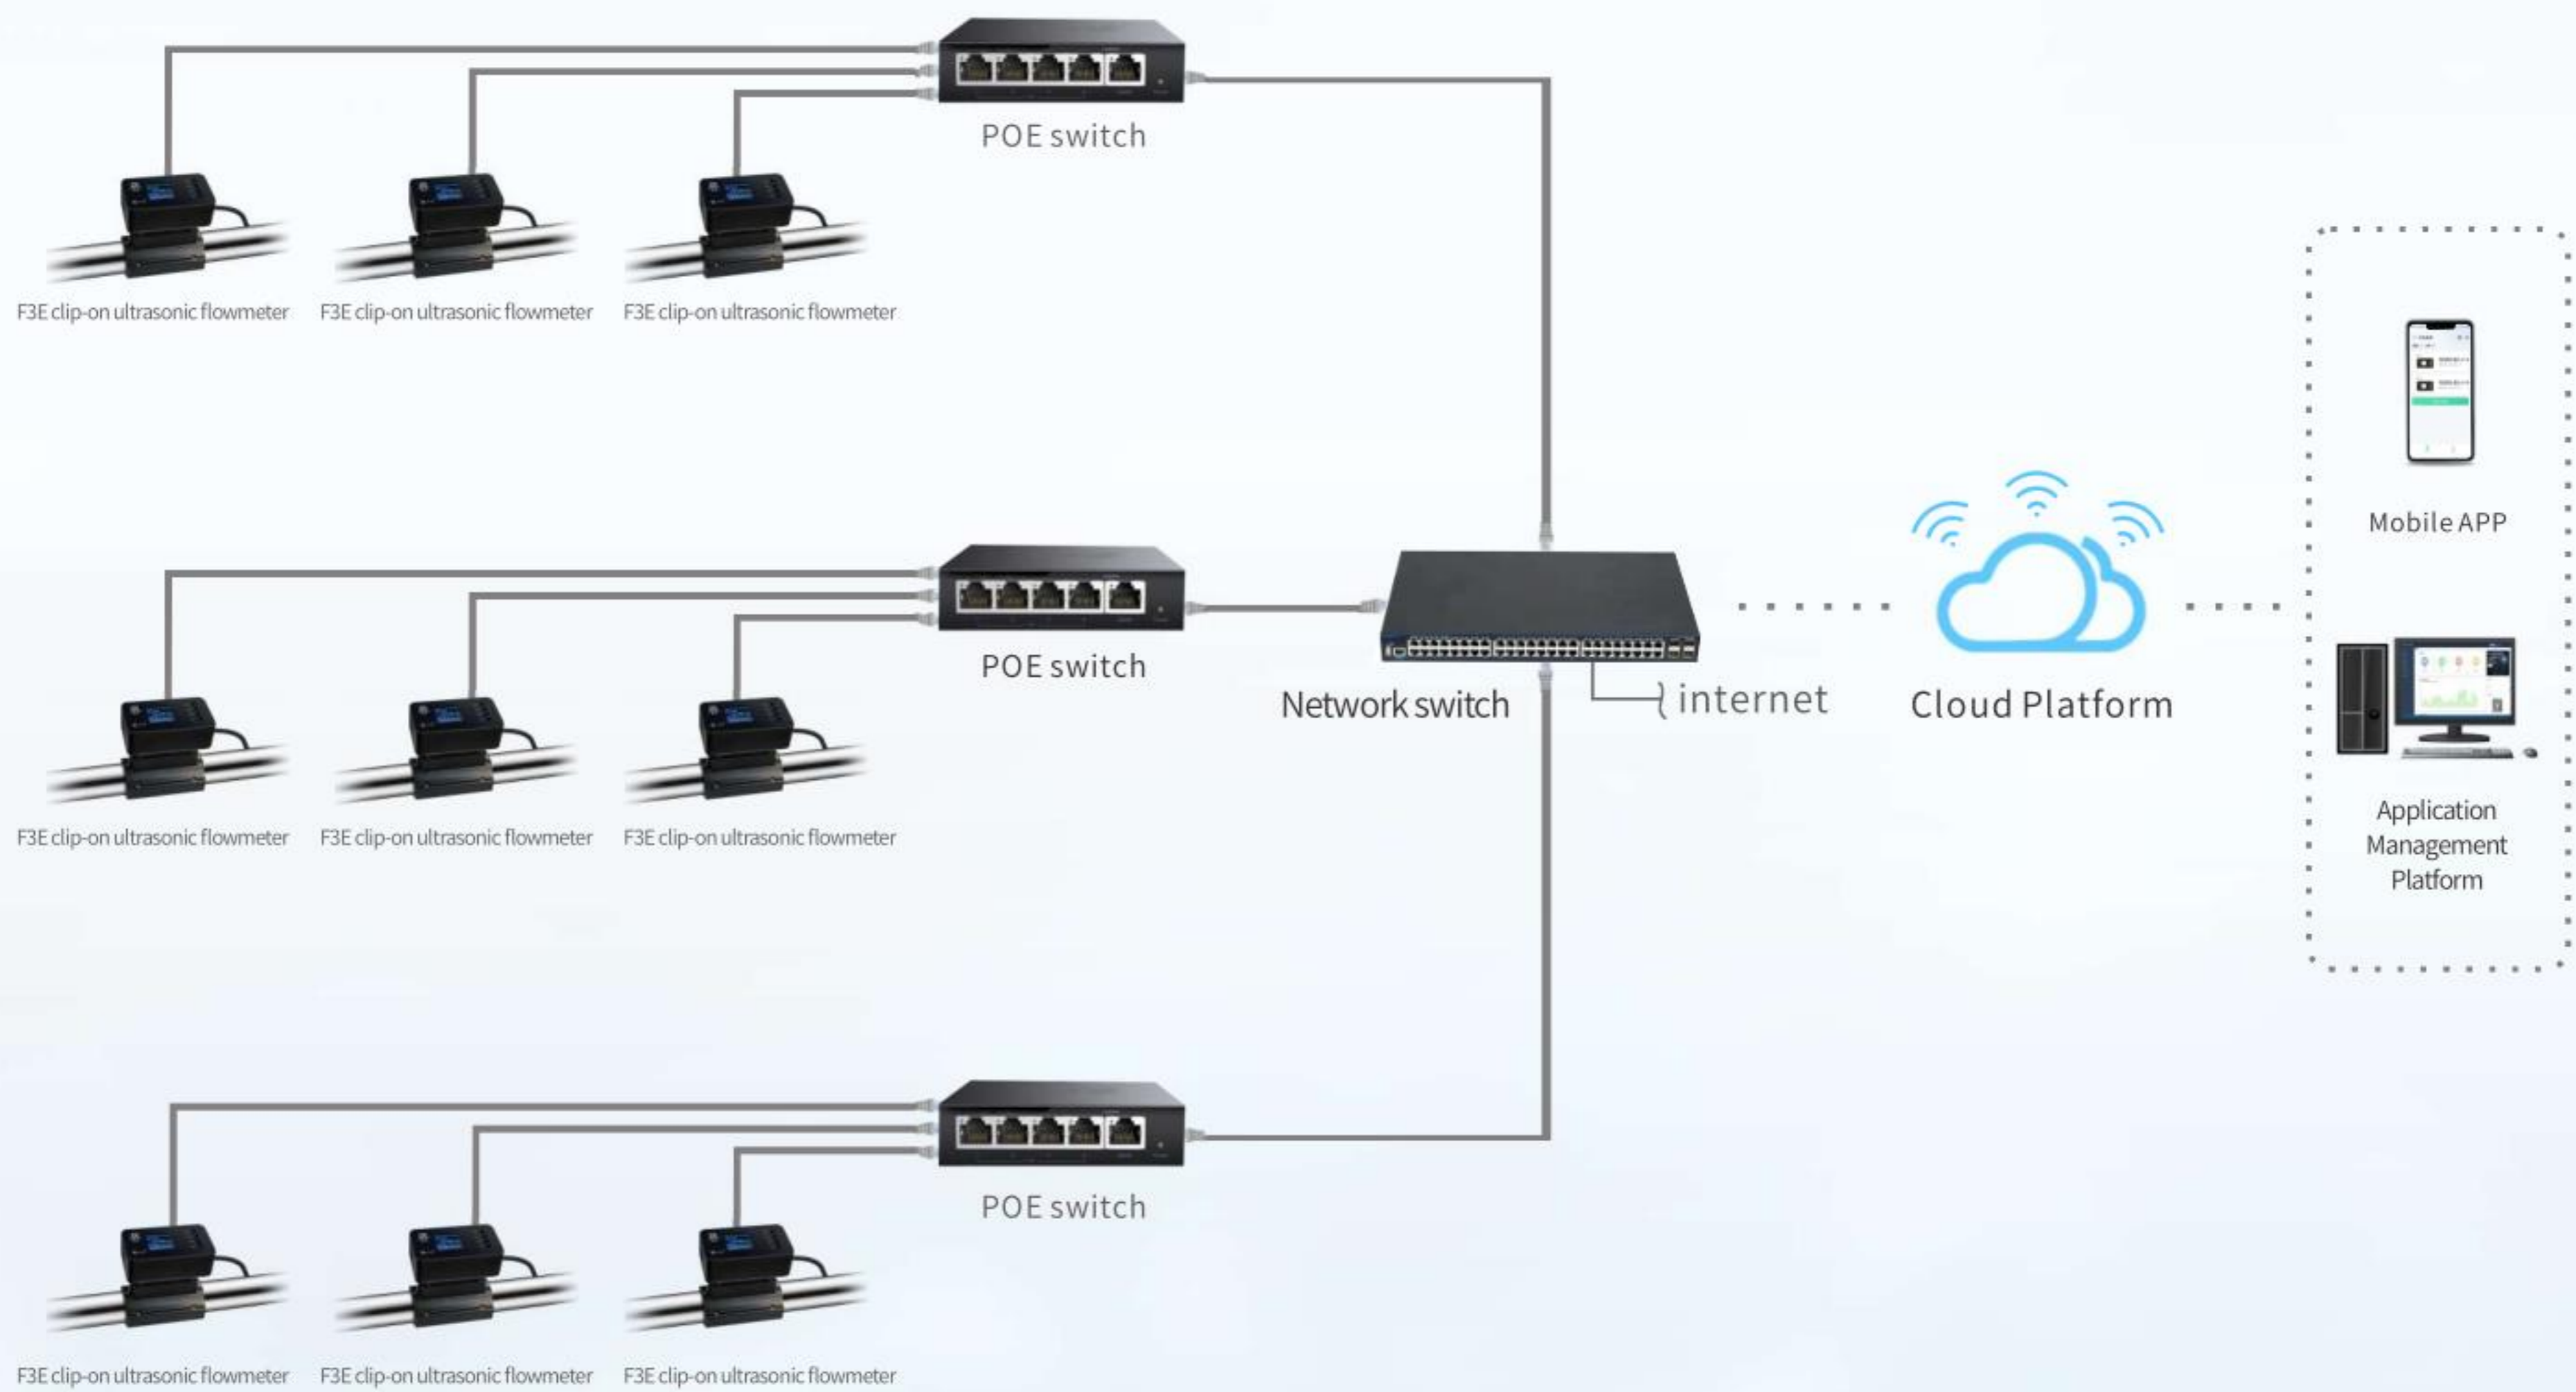 POE switch
F3E clip-on ultrasonic flowmeter
F3E clip-on ultrasonic flowmeter
F3E clip-on ultrasonic flowmeter
Mobile APP
POE switch
Network switch
internet
Cloud Platform
F3E clip-on ultrasonic flowmeter
F3E clip-on ultrasonic flowmeter
F3E clip-on ultrasonic flowmeter
Application
Management
Platform
POE switch
F3E clip-on ultrasonic flowmeter
F3E clip-on ultrasonic flowmeter
F3E clip-on ultrasonic flowmeter